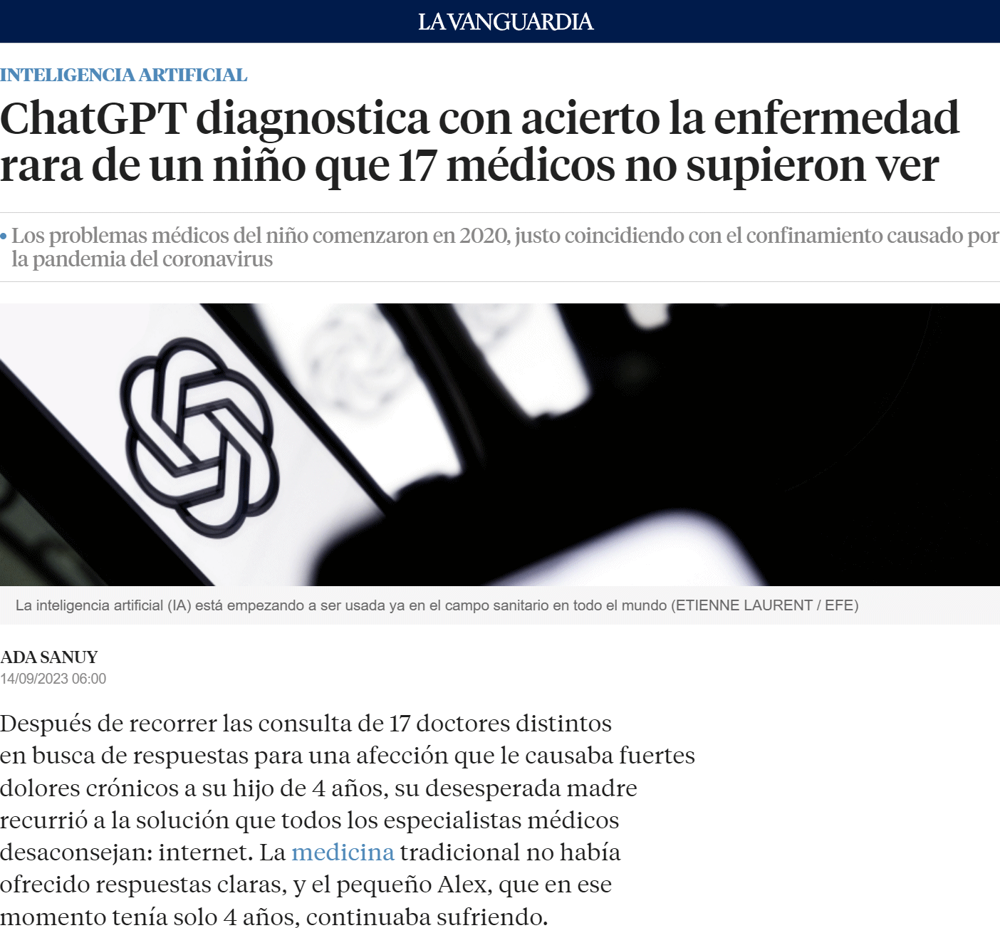 LA VANGUARDIA
INTELIGENCIA ARTIFICIAL
ChatGPT diagnostica con acierto la enfermedad
rara de un niño que 17 médicos no supieron ver
• Los problemas médicos del niño comenzaron en 2020, justo coincidiendo con el confinamiento causado por
la pandemia del coronavirus
La inteligencia artificial (IA) está empezando a ser usada ya en el campo sanitario en todo el mundo (ETIENNE LAURENT / EFE)
ADA SANUY
14/09/2023 06:00
Después de recorrer las consulta de 17 doctores distintos
en busca de respuestas para una afección que le causaba fuertes
dolores crónicos a su hijo de 4 años, su desesperada madre
recurrió a la solución que todos los especialistas médicos
desaconsejan: internet. La medicina tradicional no había
ofrecido respuestas claras, y el pequeño Alex, que en ese
momento tenía solo 4 años, continuaba sufriendo.